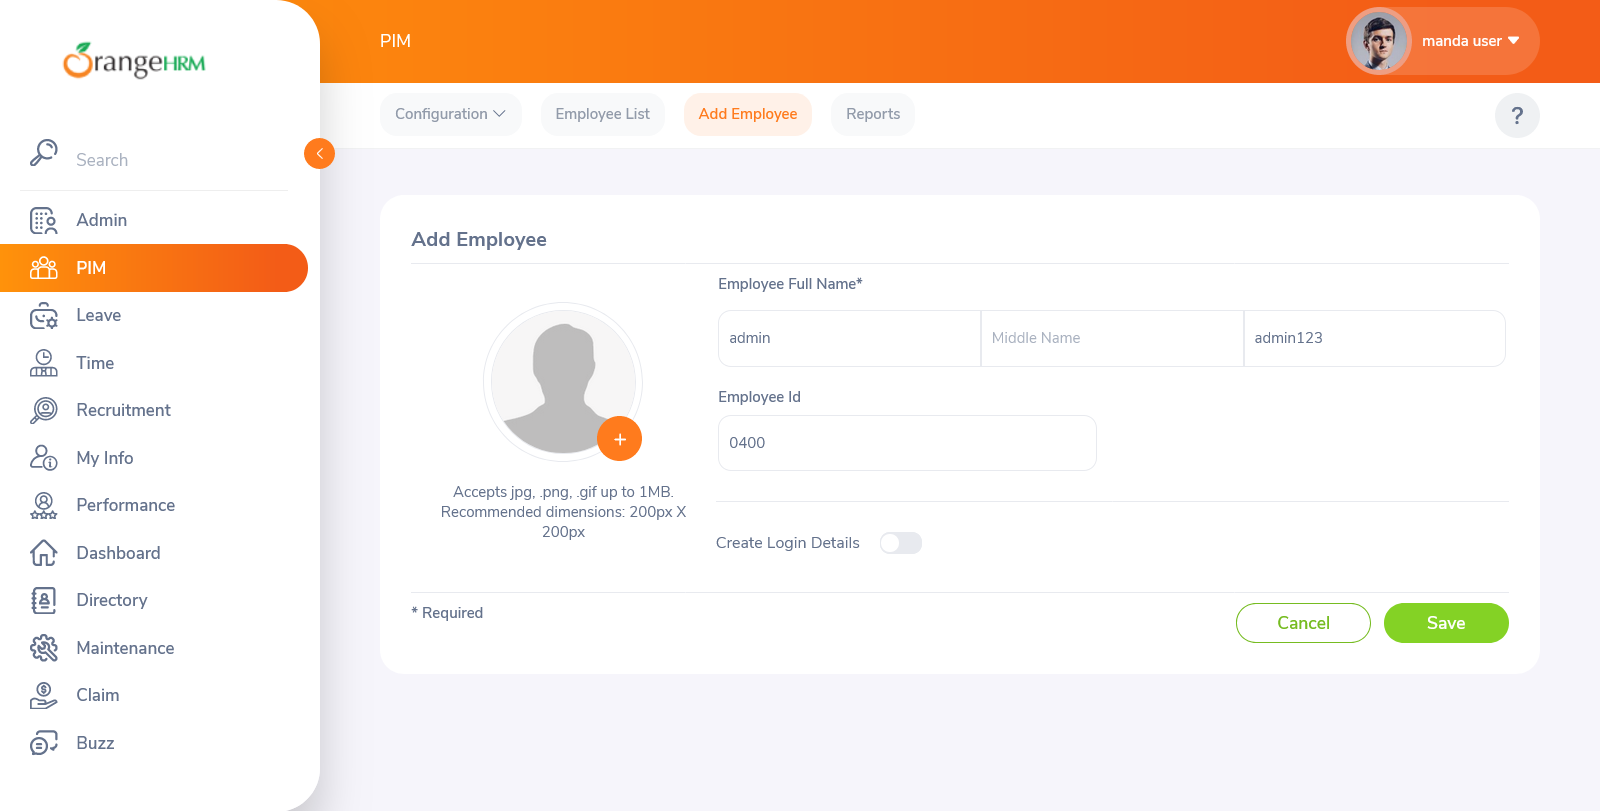 OrangeHRM
PIM
manda user
Configuration
Employee List
Add Employee
Reports
?
Search
Admin
PIM
Leave
Time
Recruitment
My Info
Performance
Dashboard
Directory
Maintenance
Claim
Buzz
Add Employee
Accepts jpg, .png, .gif up to 1MB.
Recommended dimensions: 200px X
200px
Employee Full Name*
admin
Middle Name
admin123
Employee Id
0400
Create Login Details
* Required
Cancel
Save